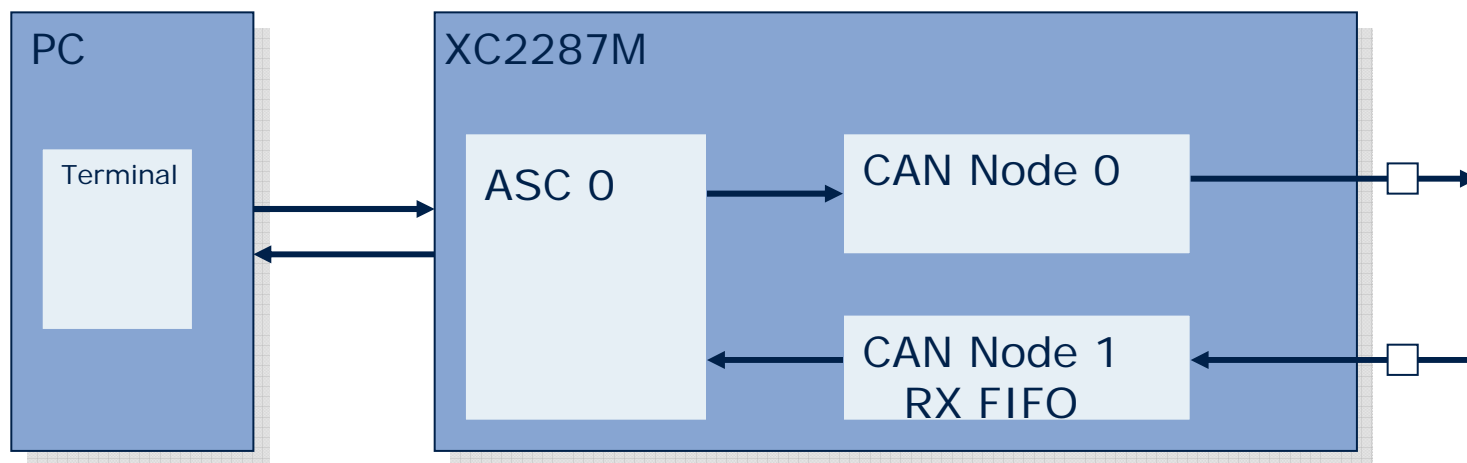 PC
Terminal
XC2287M
ASC 0
CAN Node 0
CAN Node 1
RX FIFO